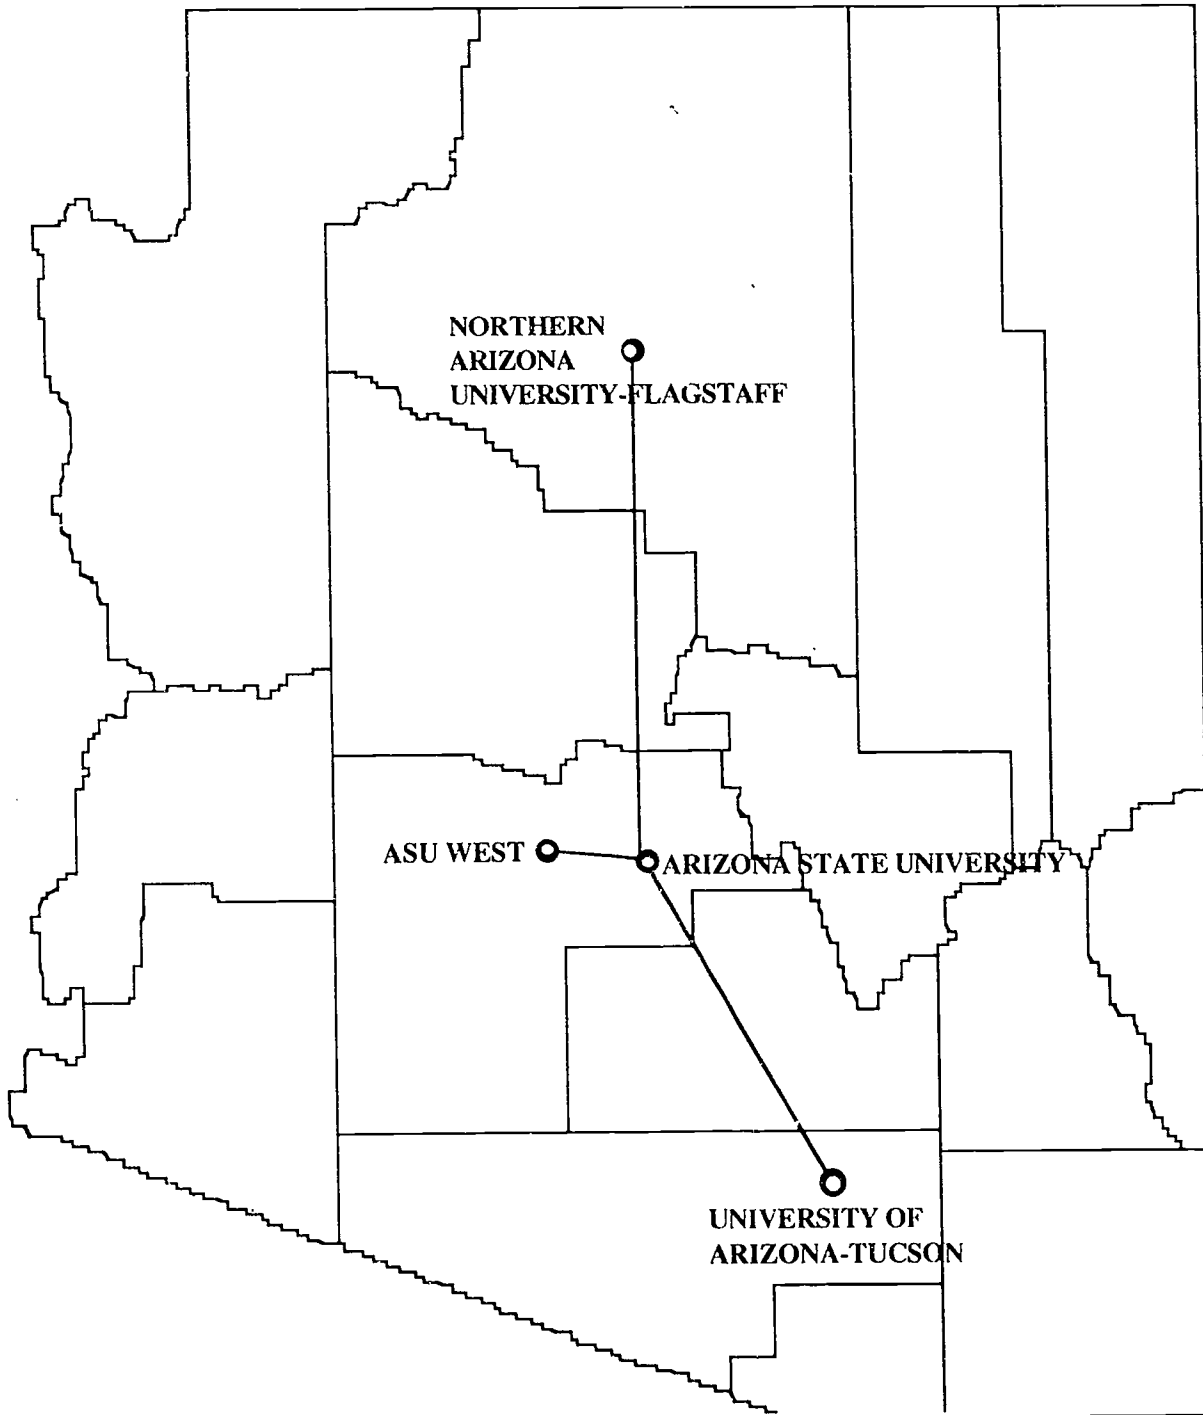 NORTHERN
ARIZONA
UNIVERSITY-FLAGSTAFF
ASU WEST
ARIZONA STATE UNIVERSITY
UNIVERSITY OF
ARIZONA-TUCSON